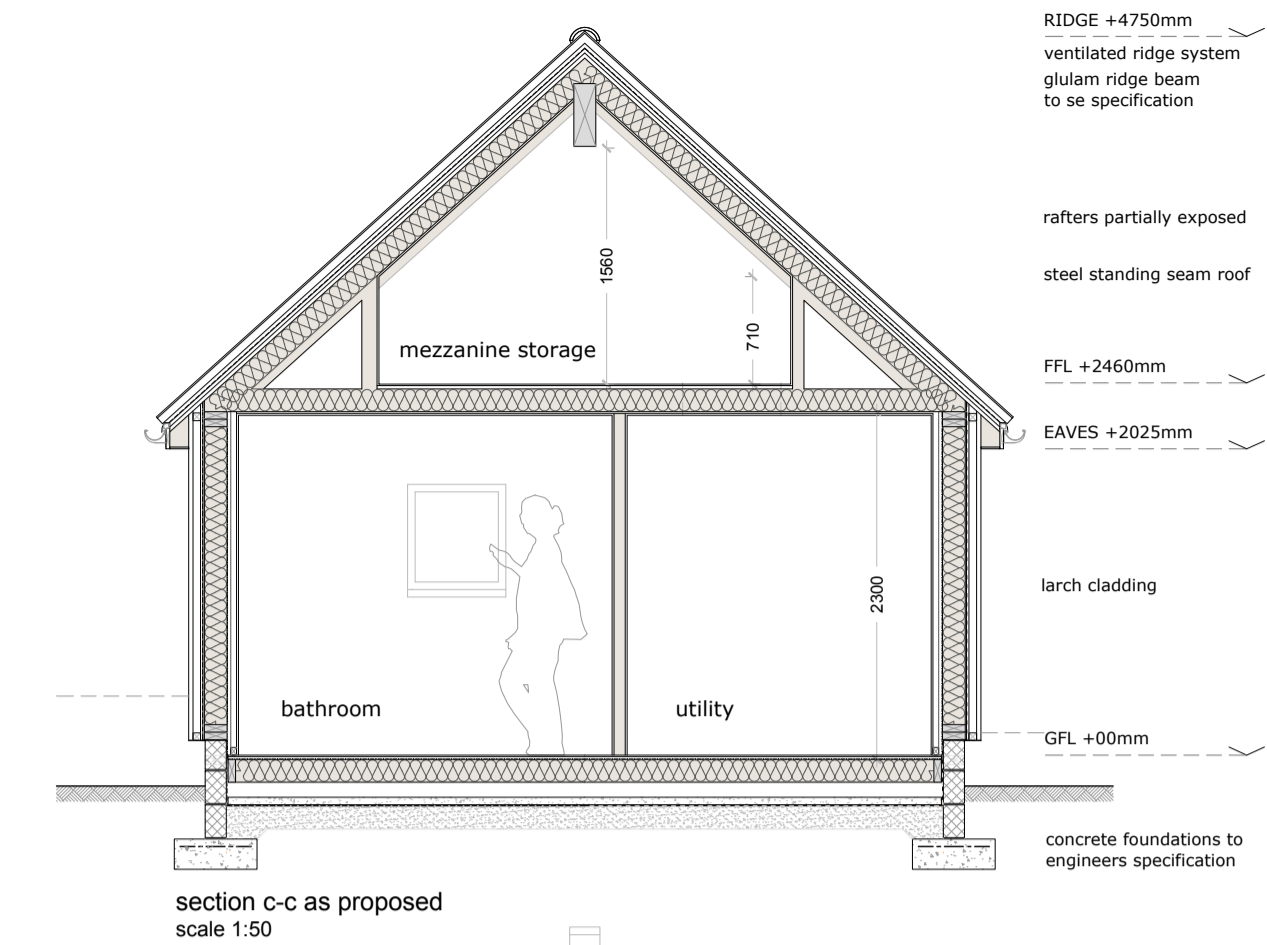 RIDGE +4750mm
ventilated ridge system
glulam ridge beam
to se specification
rafters partially exposed
1560
steel standing seam roof
710
mezzanine storage
FFL +2460mm
EAVES +2025mm
2300
larch cladding
bathroom
utility
GFL +00mm
concrete foundations to
engineers specification
section c-c as proposed
scale 1:50